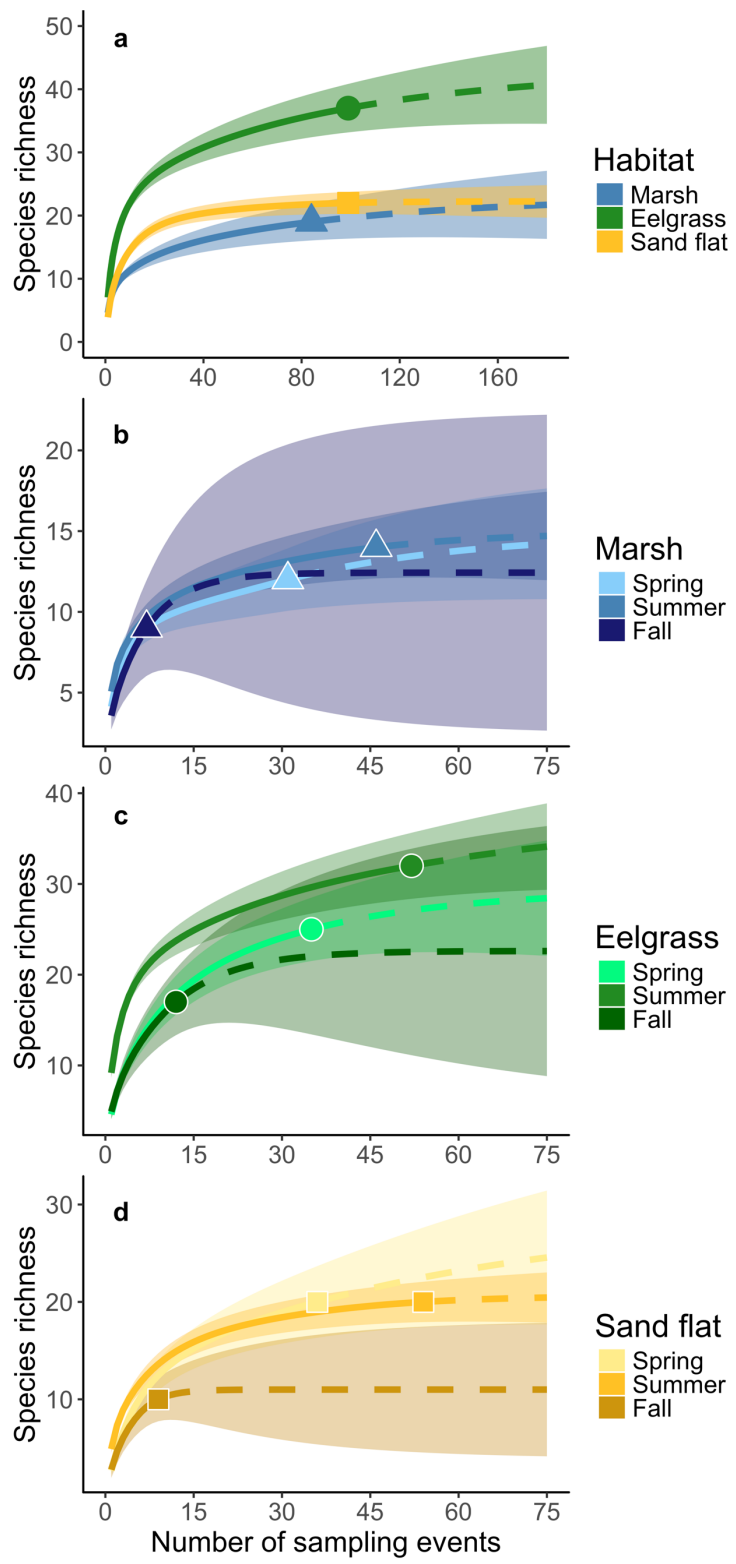 a
Species richness
50
40
30
20
10
0
0 40 80 120 160
Habitat
Marsh
Eelgrass
Sand flat
b
Species richness
20
15
10
5
0 15 30 45 60 75
Marsh
Spring
Summer
Fall
c
Species richness
40
30
20
10
0 15 30 45 60 75
Eelgrass
Spring
Summer
Fall
d
Species richness
30
20
10
0 15 30 45 60 75
Number of sampling events
Sand flat
Spring
Summer
Fall